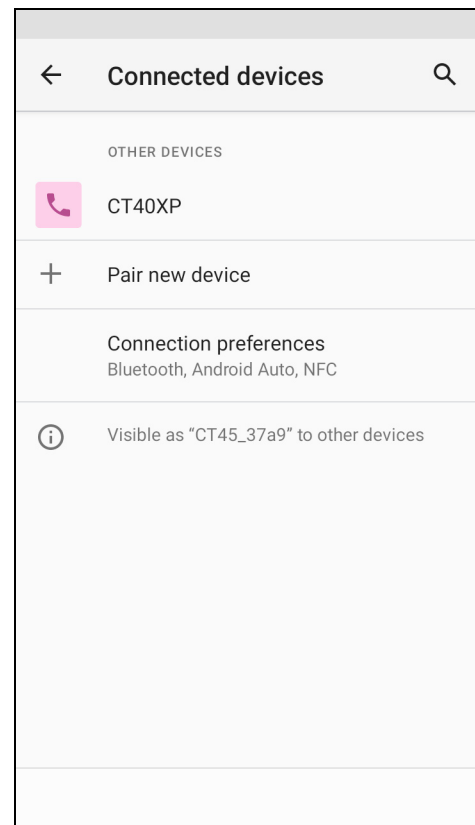 Connected devices
OTHER DEVICES
CT40XP
Pair new device
Connection preferences
Bluetooth, Android Auto, NFC
Visible as “CT45_37a9” to other devices